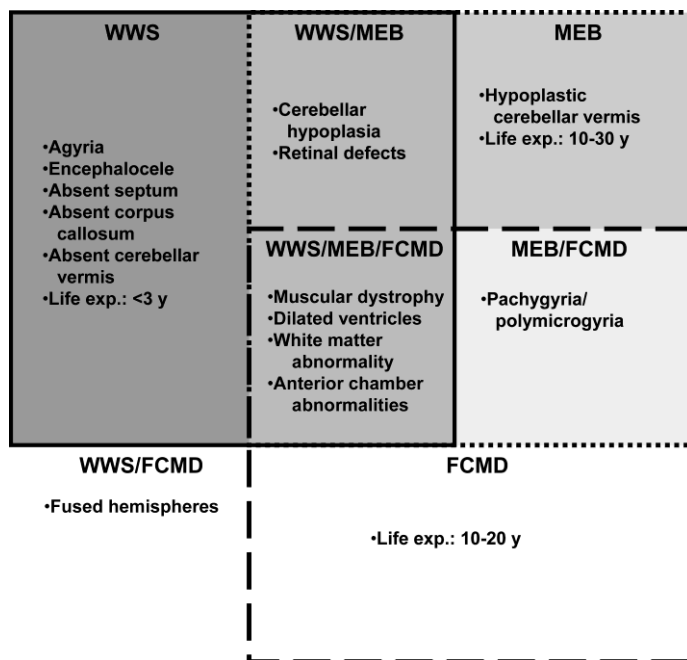 WWS
•Agyria
•Encephalocele
•Absent septum
•Absent corpus
callosum
•Absent cerebellar
vermis
•Life exp.: <3 y
WWS/MEB
•Cerebellar
hypoplasia
•Retinal defects
MEB
•Hypoplastic
cerebellar vermis
•Life exp.: 10-30 y
WWS/MEB/FCMD
•Muscular dystrophy
•Dilated ventricles
•White matter
abnormality
•Anterior chamber
abnormalities
MEB/FCMD
•Pachygyria/
polymicrogyria
WWS/FCMD
•Fused hemispheres
FCMD
•Life exp.: 10-20 y